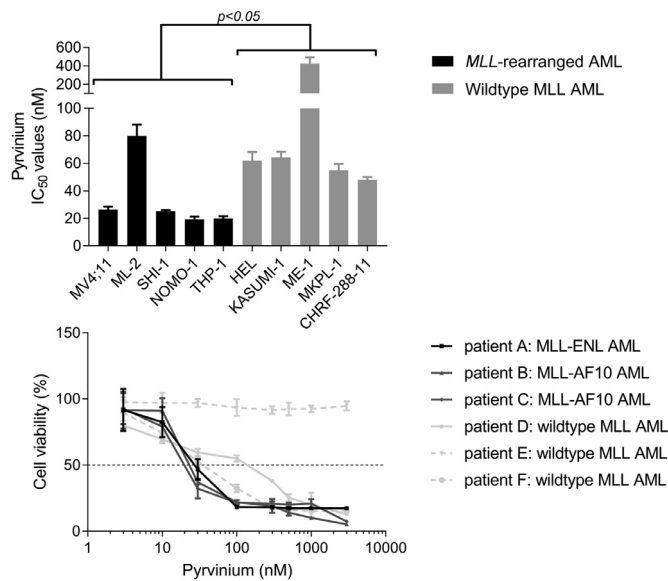 p<0.05
Pyrvinium
IC50 values (nM)
600
400
200
100
80
60
40
20
0
MV4;11
ML-2
SHI-1
NOMO-1
THP-1
HEL
KASUMI-1
ME-1
MKPL-1
CHRF-288-11
MLL-rearranged AML
Wildtype MLL AML
Cell viability (%)
150
100
50
0
1
10
100
1000
10000
Pyrvinium (nM)
patient A: MLL-ENL AML
patient B: MLL-AF10 AML
patient C: MLL-AF10 AML
patient D: wildtype MLL AML
patient E: wildtype MLL AML
patient F: wildtype MLL AML